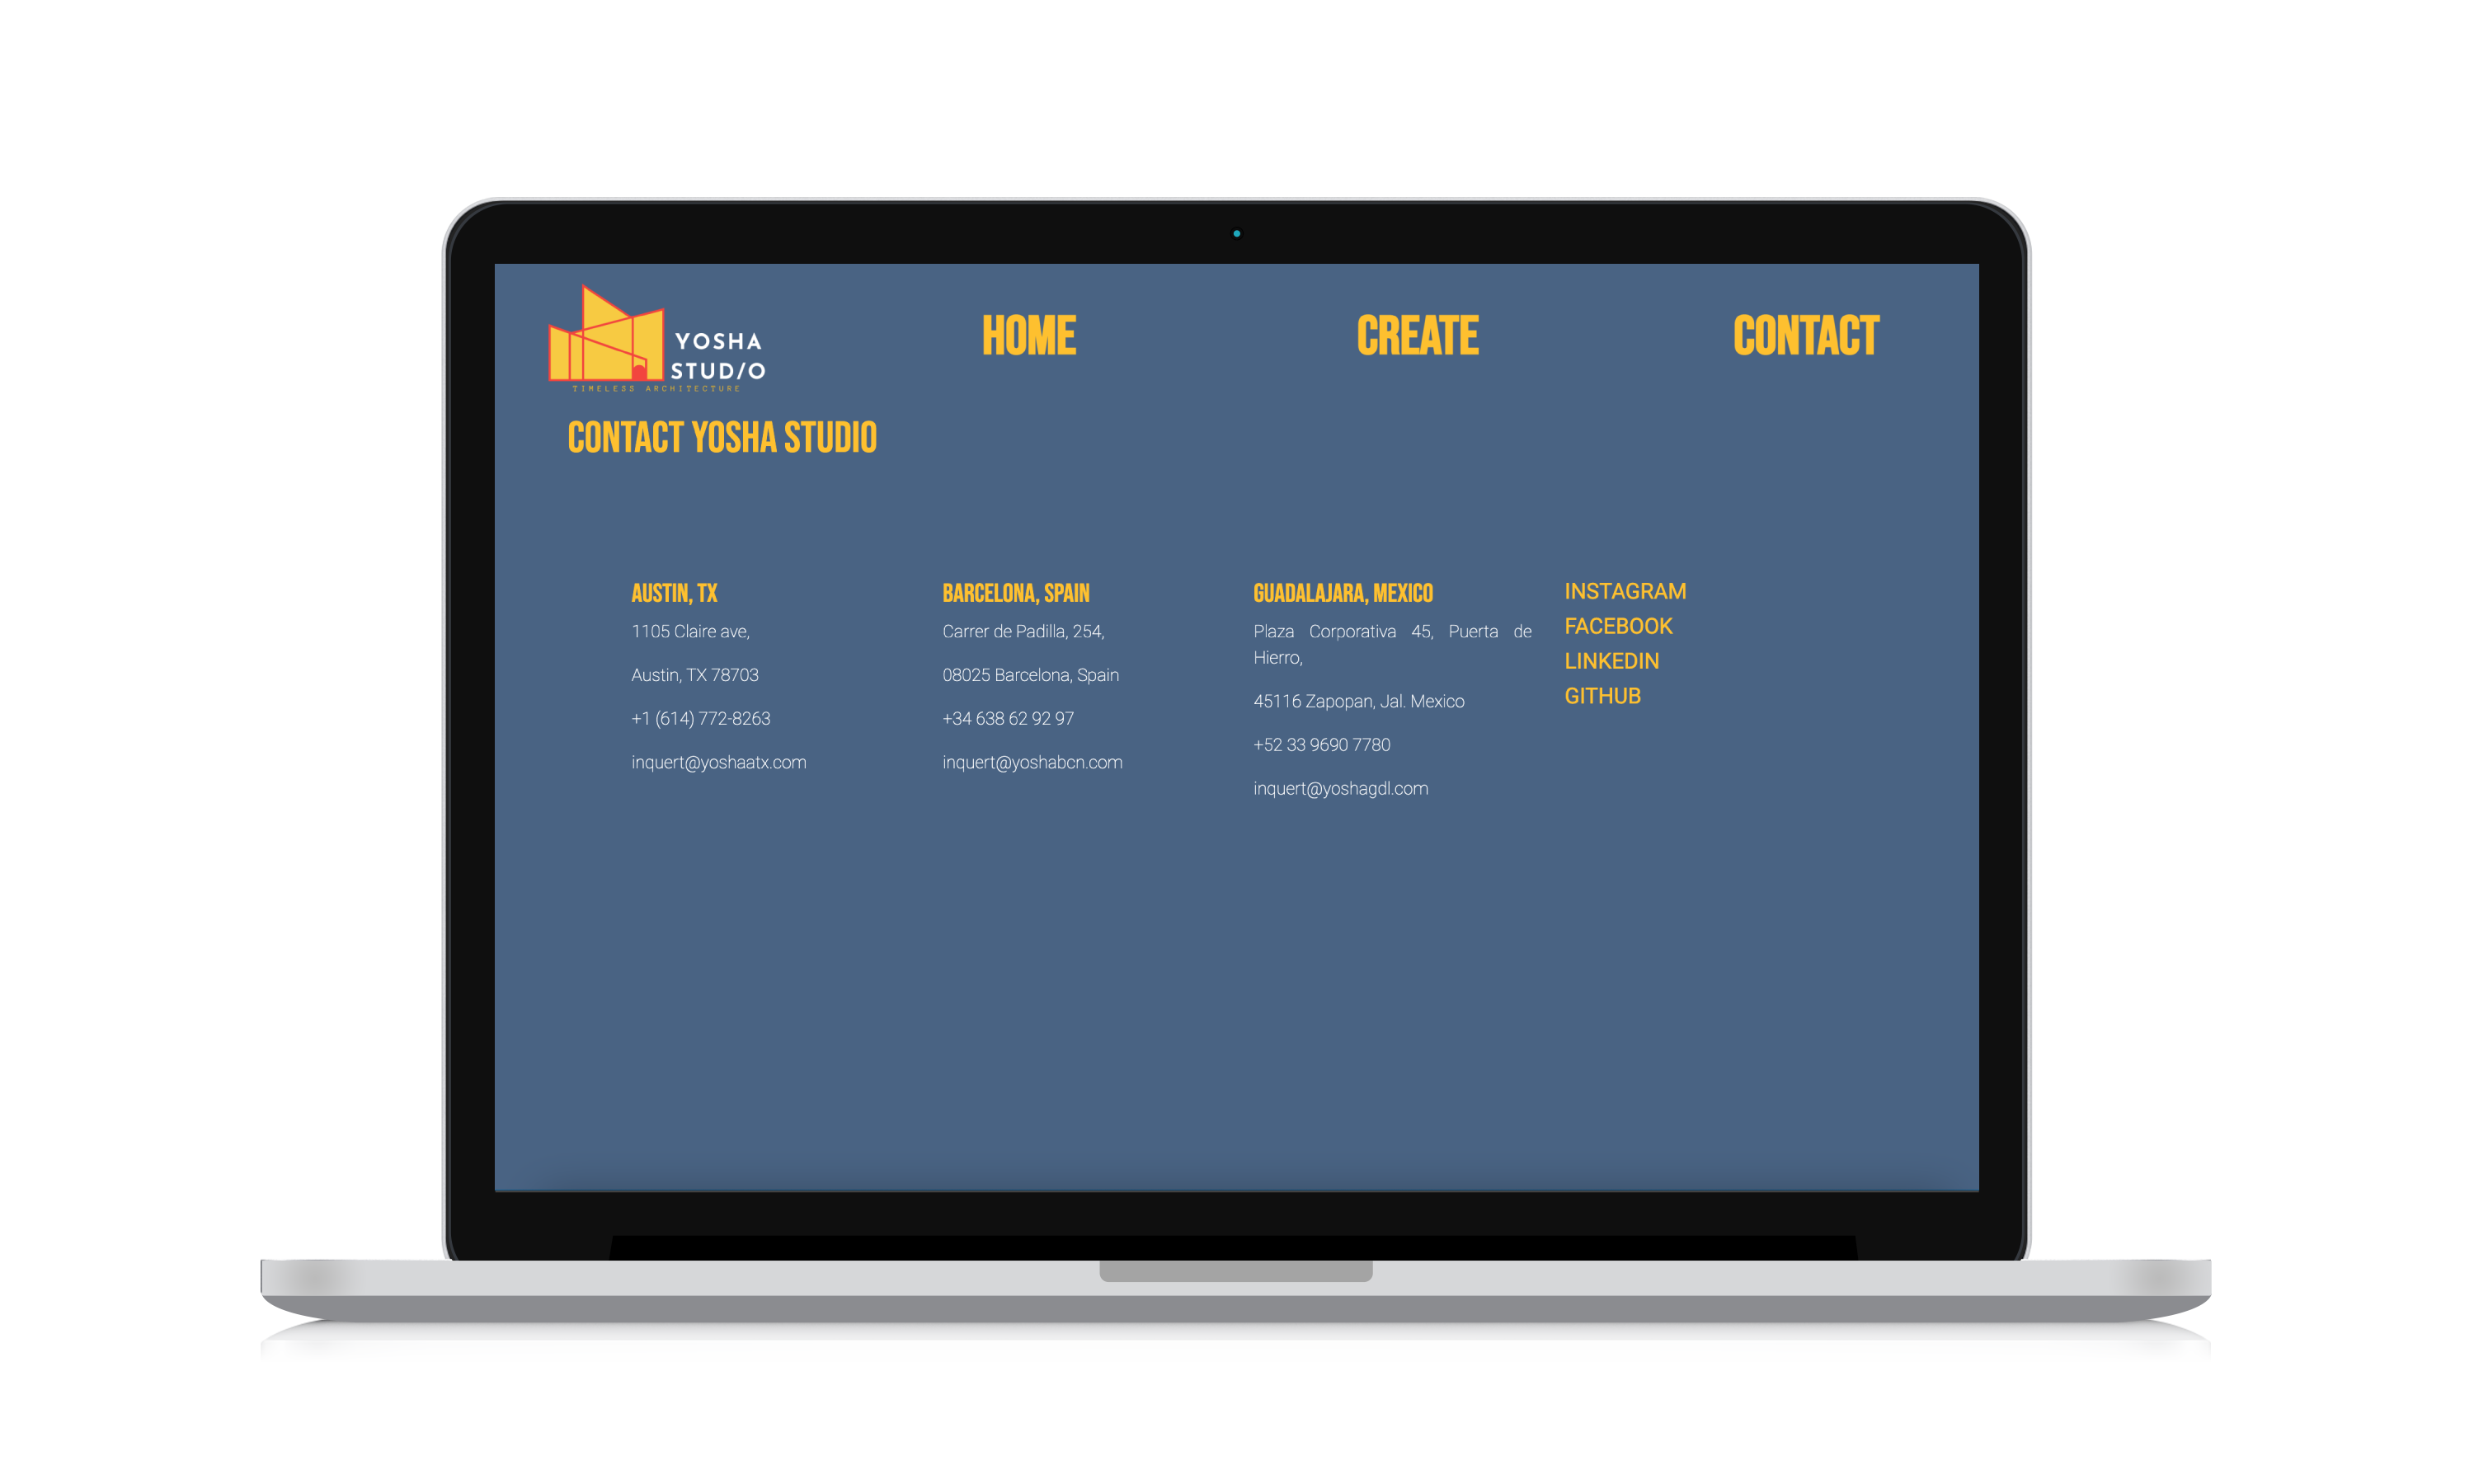 YOSHA
STUD/O
TIMELESS ARCHITECTURE
HOME
CREATE
CONTACT
CONTACT YOSHA STUDIO
AUSTIN, TX
1105 Claire ave,
Austin, TX 78703
+1 (614) 772-8263
inquert@yoshaatx.com
BARCELONA, SPAIN
Carrer de Padilla, 254,
08025 Barcelona, Spain
+34 638 62 92 97
inquert@yoshabcn.com
GUADALAJARA, MEXICO
Plaza Corporativa 45, Puerta de
Hierro,
45116 Zapopan, Jal. Mexico
+52 33 9690 7780
inquert@yoshagdl.com
INSTAGRAM
FACEBOOK
LINKEDIN
GITHUB